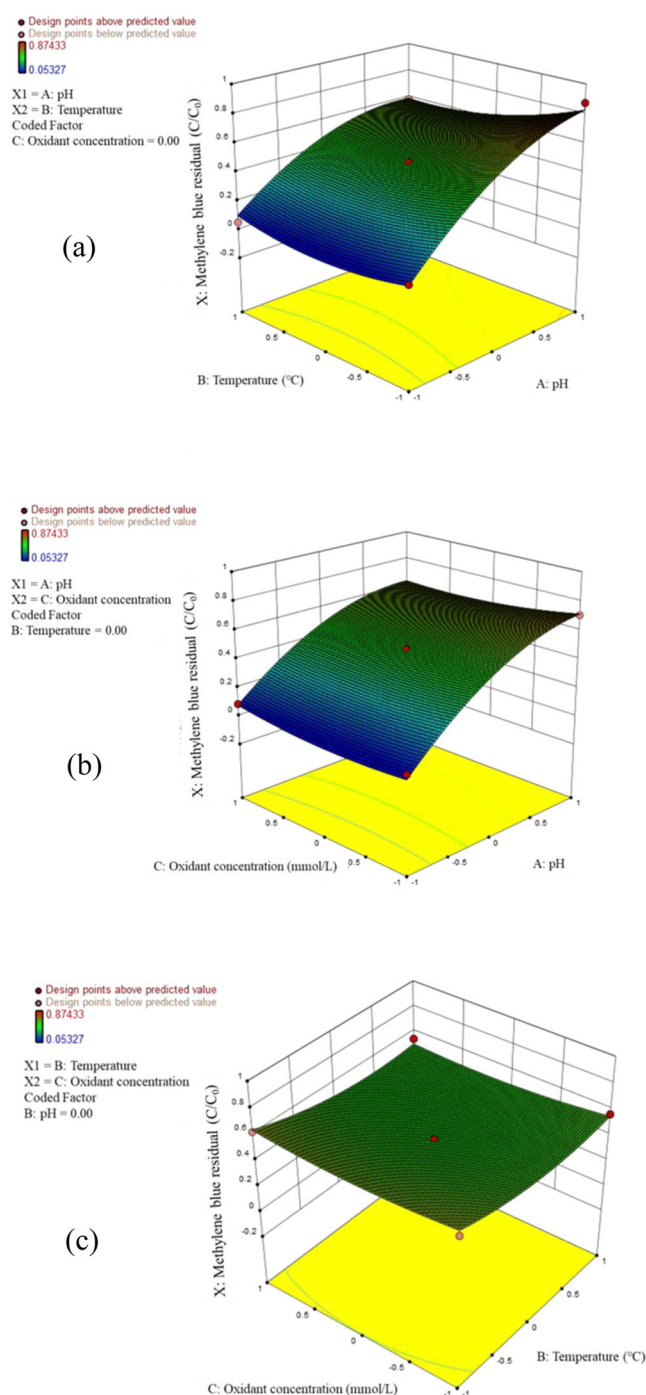 Design points above predicted value
Design points below predicted value
0.87433
0.05327
X1 = A: pH
X2 = B: Temperature
Coded Factor
C: Oxidant concentration = 0.00
(a)
X: Methylene blue residual (C/C₀)
1
0.8
0.6
0.4
0.2
0
-0.2
1
0.5
0
-0.5
-1
B: Temperature (°C)
-1
-0.5
0
0.5
1
A: pH
Design points above predicted value
Design points below predicted value
0.87433
0.05327
X1 = A: pH
X2 = C: Oxidant concentration
Coded Factor
B: Temperature = 0.00
(b)
X: Methylene blue residual (C/C₀)
1
0.8
0.6
0.4
0.2
0
-0.2
1
0.5
0
-0.5
-1
C: Oxidant concentration (mmol/L)
-1
-0.5
0
0.5
1
A: pH
Design points above predicted value
Design points below predicted value
0.87433
0.05327
X1 = B: Temperature
X2 = C: Oxidant concentration
Coded Factor
B: pH = 0.00
(c)
X: Methylene blue residual (C/C₀)
1
0.8
0.6
0.4
0.2
0
-0.2
1
0.5
0
-0.5
-1
C: Oxidant concentration (mmol/L)
-1
-0.5
0
0.5
1
B: Temperature (°C)